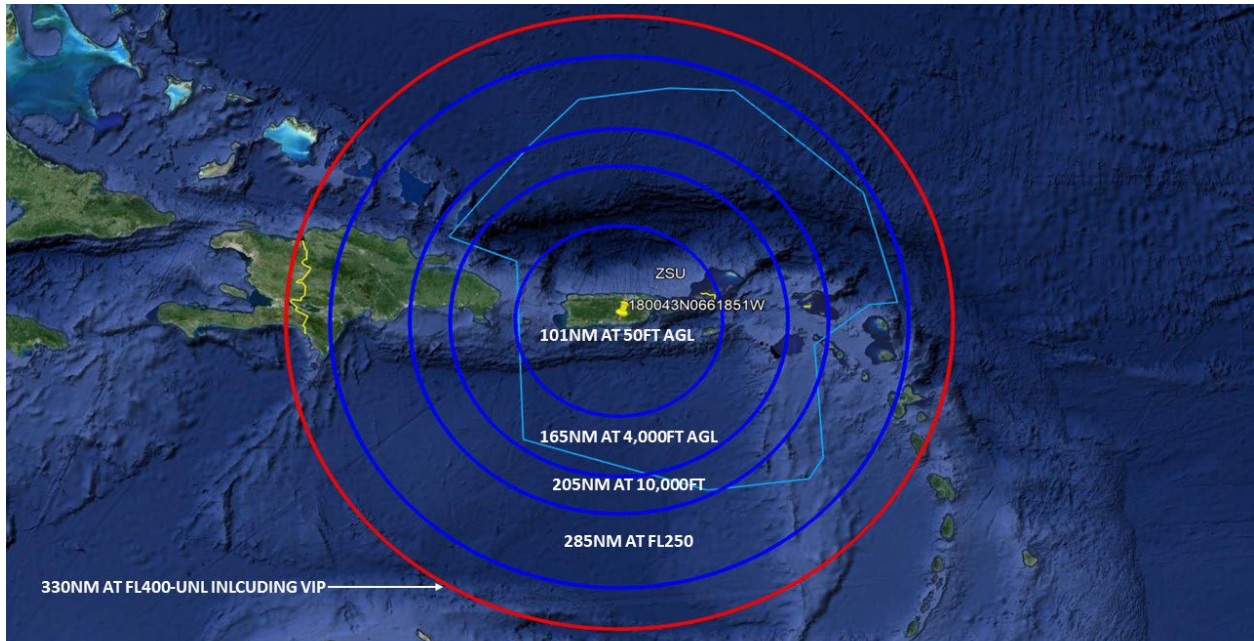 ZSU
180043N0661851W
101NM AT 50FT AGL
165NM AT 4,000FT AGL
205NM AT 10,000FT
285NM AT FL250
330NM AT FL400-UNL INLCUDING VIP